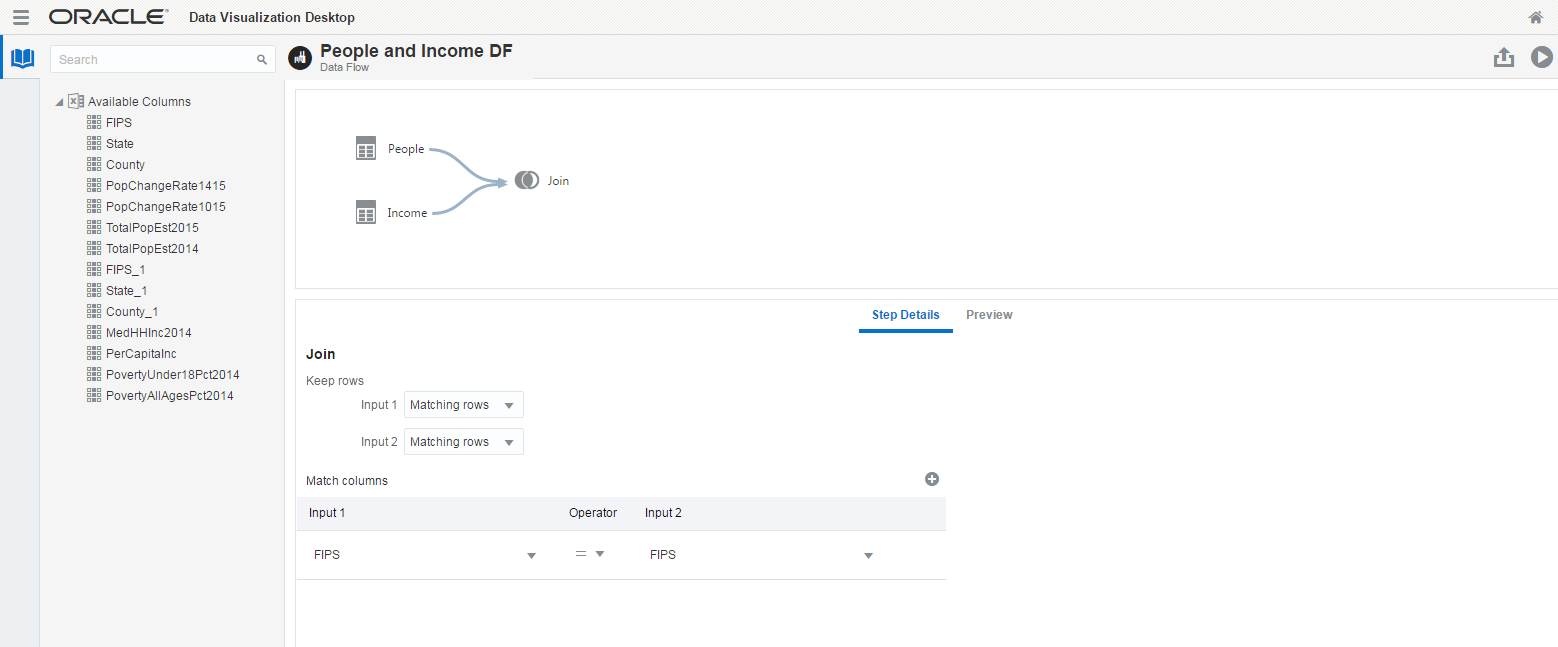 ORACLE® Data Visualization Desktop
Search
People and Income DF
Data Flow
Available Columns
FIPS
State
County
PopChangeRate1415
PopChangeRate1015
TotalPopEst2015
TotalPopEst2014
FIPS_1
State_1
County_1
MedHHInc2014
PerCapitaInc
PovertyUnder18Pct2014
PovertyAllAgesPct2014
People
Income
Join
Step Details Preview
Join
Keep rows
Input 1 Matching rows
Input 2 Matching rows
Match columns
Input 1 Operator Input 2
FIPS = FIPS